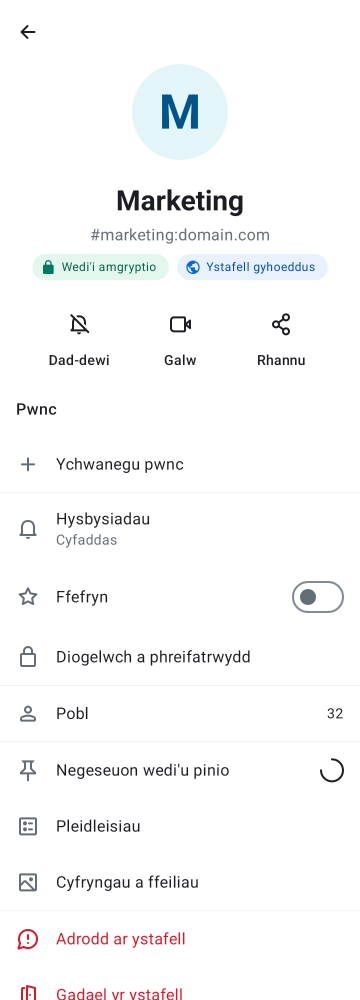 M
Marketing
#marketing:domain.com
Wedi'i amgryptio
Ystafell gyhoeddus
Dad-dewi
Galw
Rhannu
Pwnc
Ychwanegu pwnc
Hysbysiadau
Cyfaddas
Ffefryn
Diogelwch a phreifatrwydd
Pobl
32
Negeseuon wedi'u pinio
Pleidleisiau
Cyfryngau a ffeiliau
Adrodd ar ystafell
Gadael yr ystafell